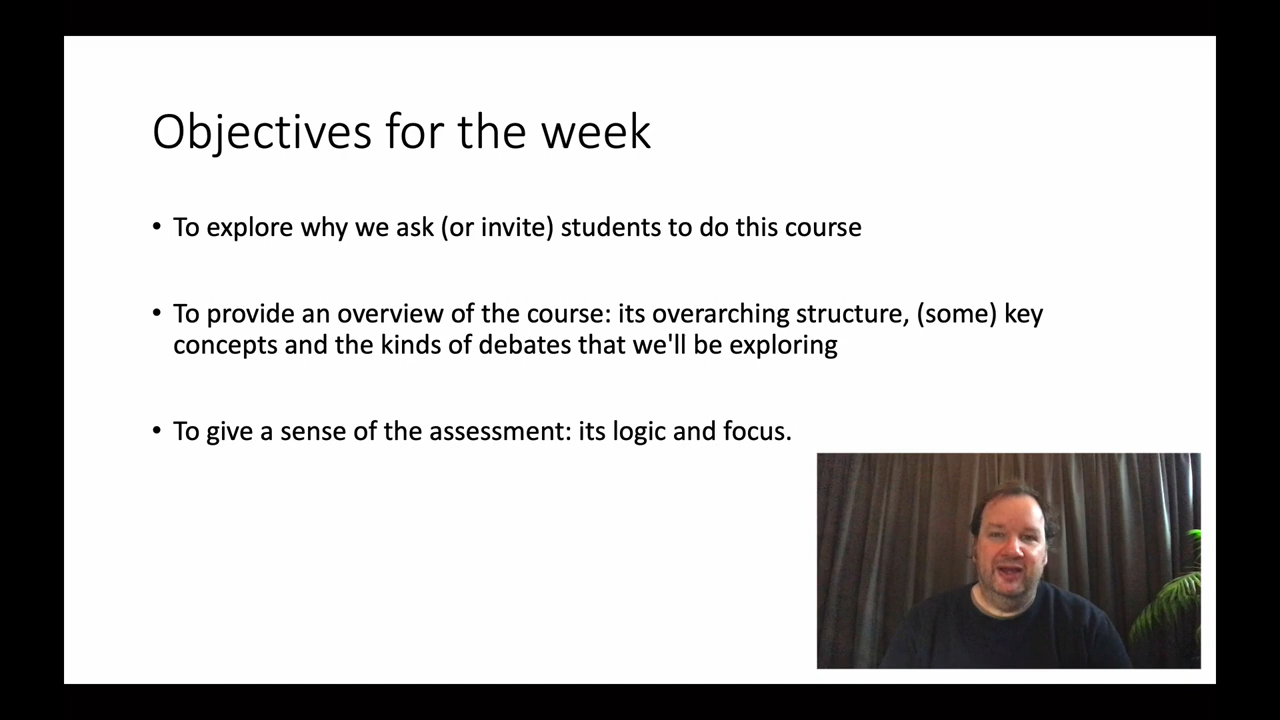 Objectives for the week
• To explore why we ask (or invite) students to do this course
• To provide an overview of the course: its overarching structure, (some) key
concepts and the kinds of debates that we'll be exploring
• To give a sense of the assessment: its logic and focus.